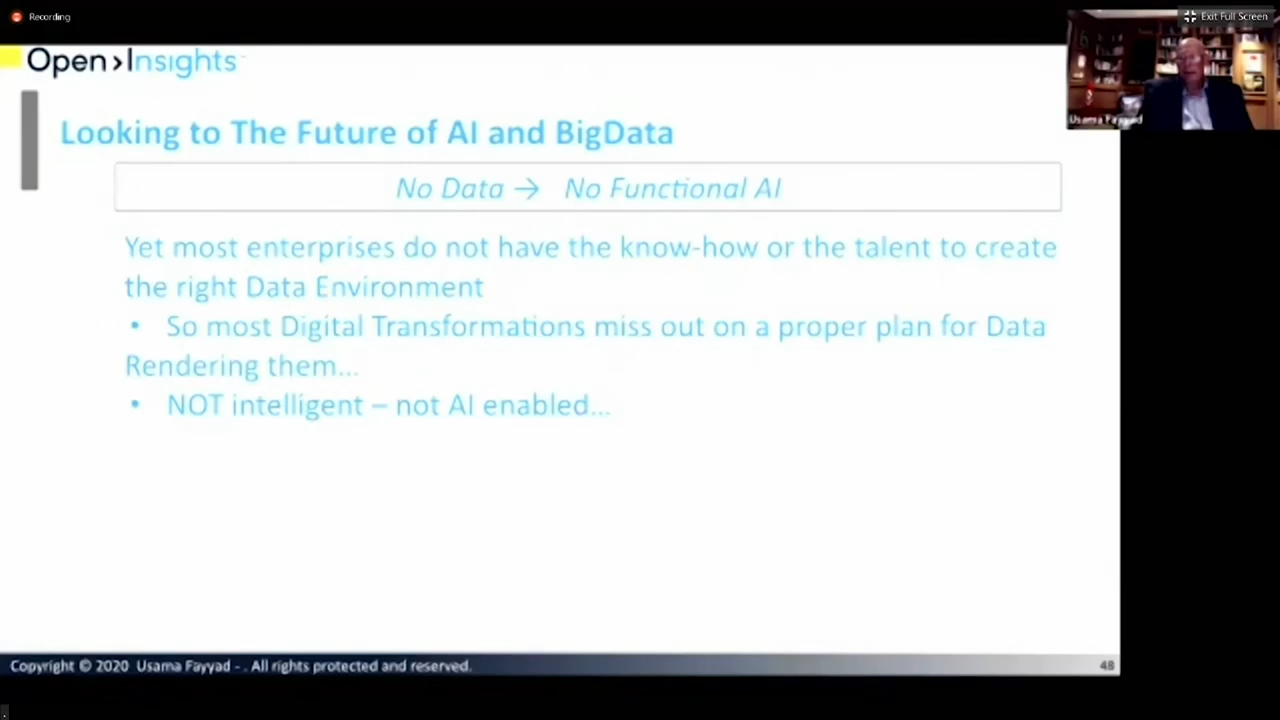 Recording
Exit Full Screen
Open>Insights
Usama Fayyad
Looking to The Future of AI and BigData
No Data → No Functional AI
Yet most enterprises do not have the know-how or the talent to create
the right Data Environment
• So most Digital Transformations miss out on a proper plan for Data
Rendering them...
• NOT intelligent – not AI enabled...
Copyright © 2020 Usama Fayyad - . All rights protected and reserved.
48